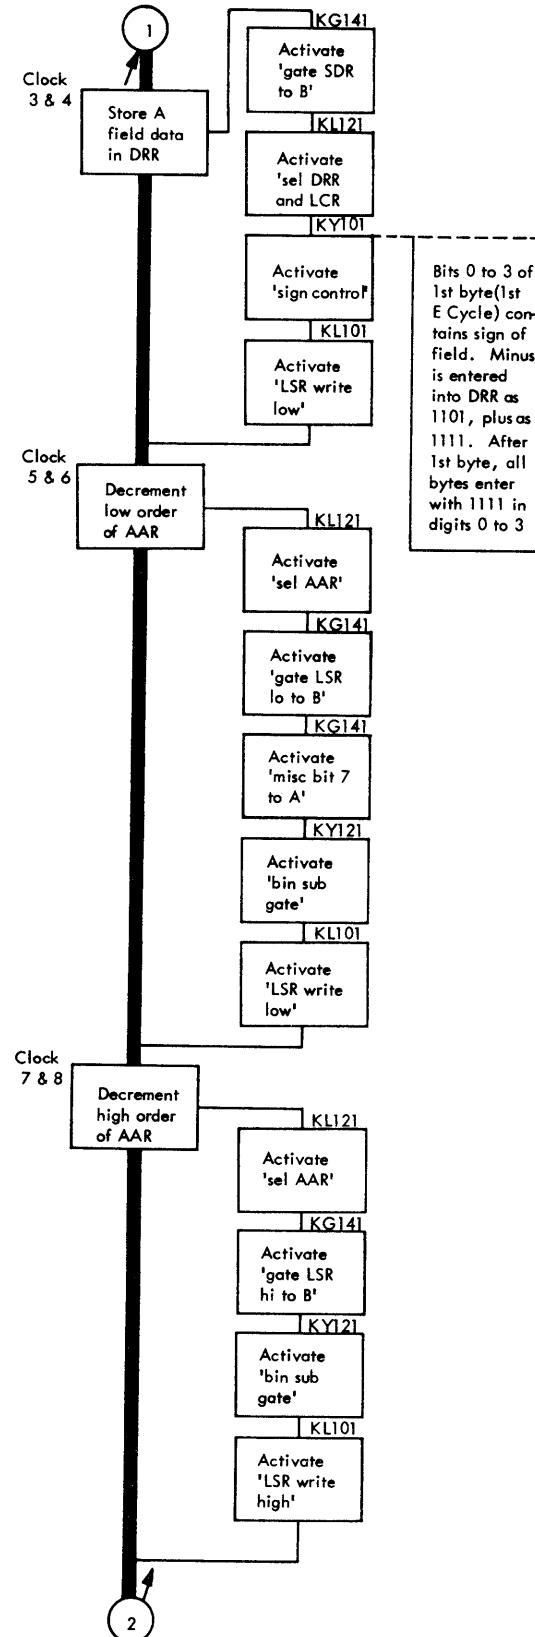 1
Clock
3 & 4
Store A
field data
in DRR
KG141
Activate
'gate SDR
to B'
KL121
Activate
'sel DRR
and LCR
KY101
Activate
'sign control'
KL101
Activate
'LSR write
low'
Bits 0 to 3 of
1st byte(1st
E Cycle) con-
tains sign of
field. Minus
is entered
into DRR as
1101, plus as
1111. After
1st byte, all
bytes enter
with 1111 in
digits 0 to 3
Clock
5 & 6
Decrement
low order
of AAR
KL121
Activate
'sel AAR'
KG141
Activate
'gate LSR
lo to B'
KG141
Activate
'misc bit 7
to A'
KY121
Activate
'bin sub
gate'
KL101
Activate
'LSR write
low'
Clock
7 & 8
Decrement
high order
of AAR
KL121
Activate
'sel AAR'
KG141
Activate
'gate LSR
hi to B'
KY121
Activate
'bin sub
gate'
KL101
Activate
'LSR write
high'
2